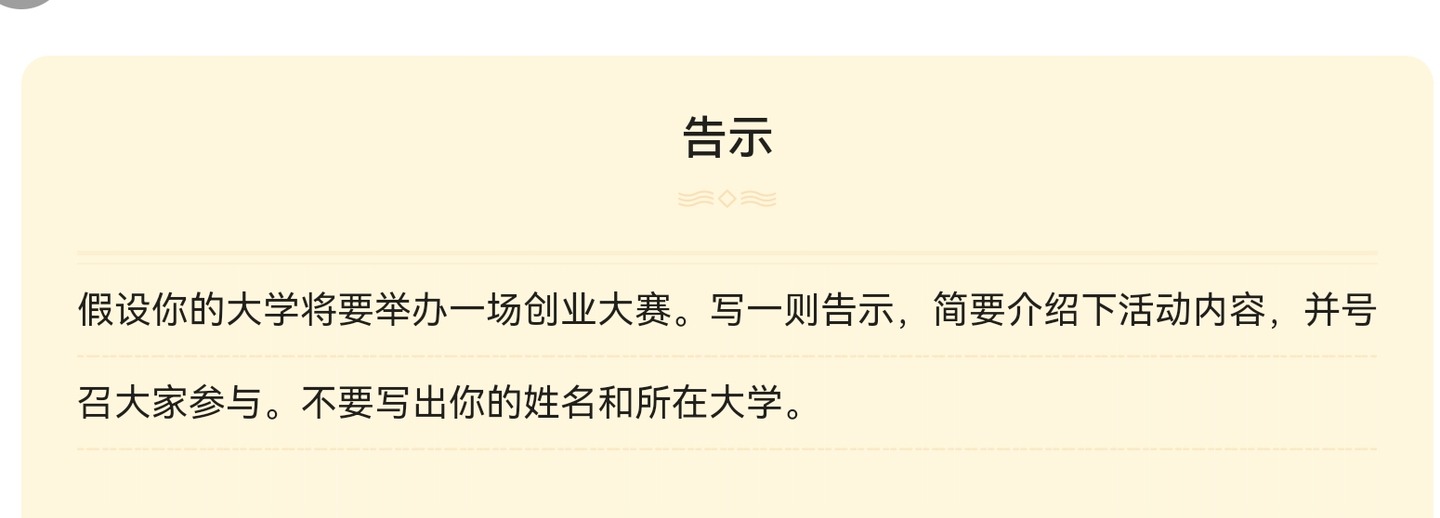 告示
假设你的大学将要举办一场创业大赛。写一则告示，简要介绍下活动内容，并号
召大家参与。不要写出你的姓名和所在大学。